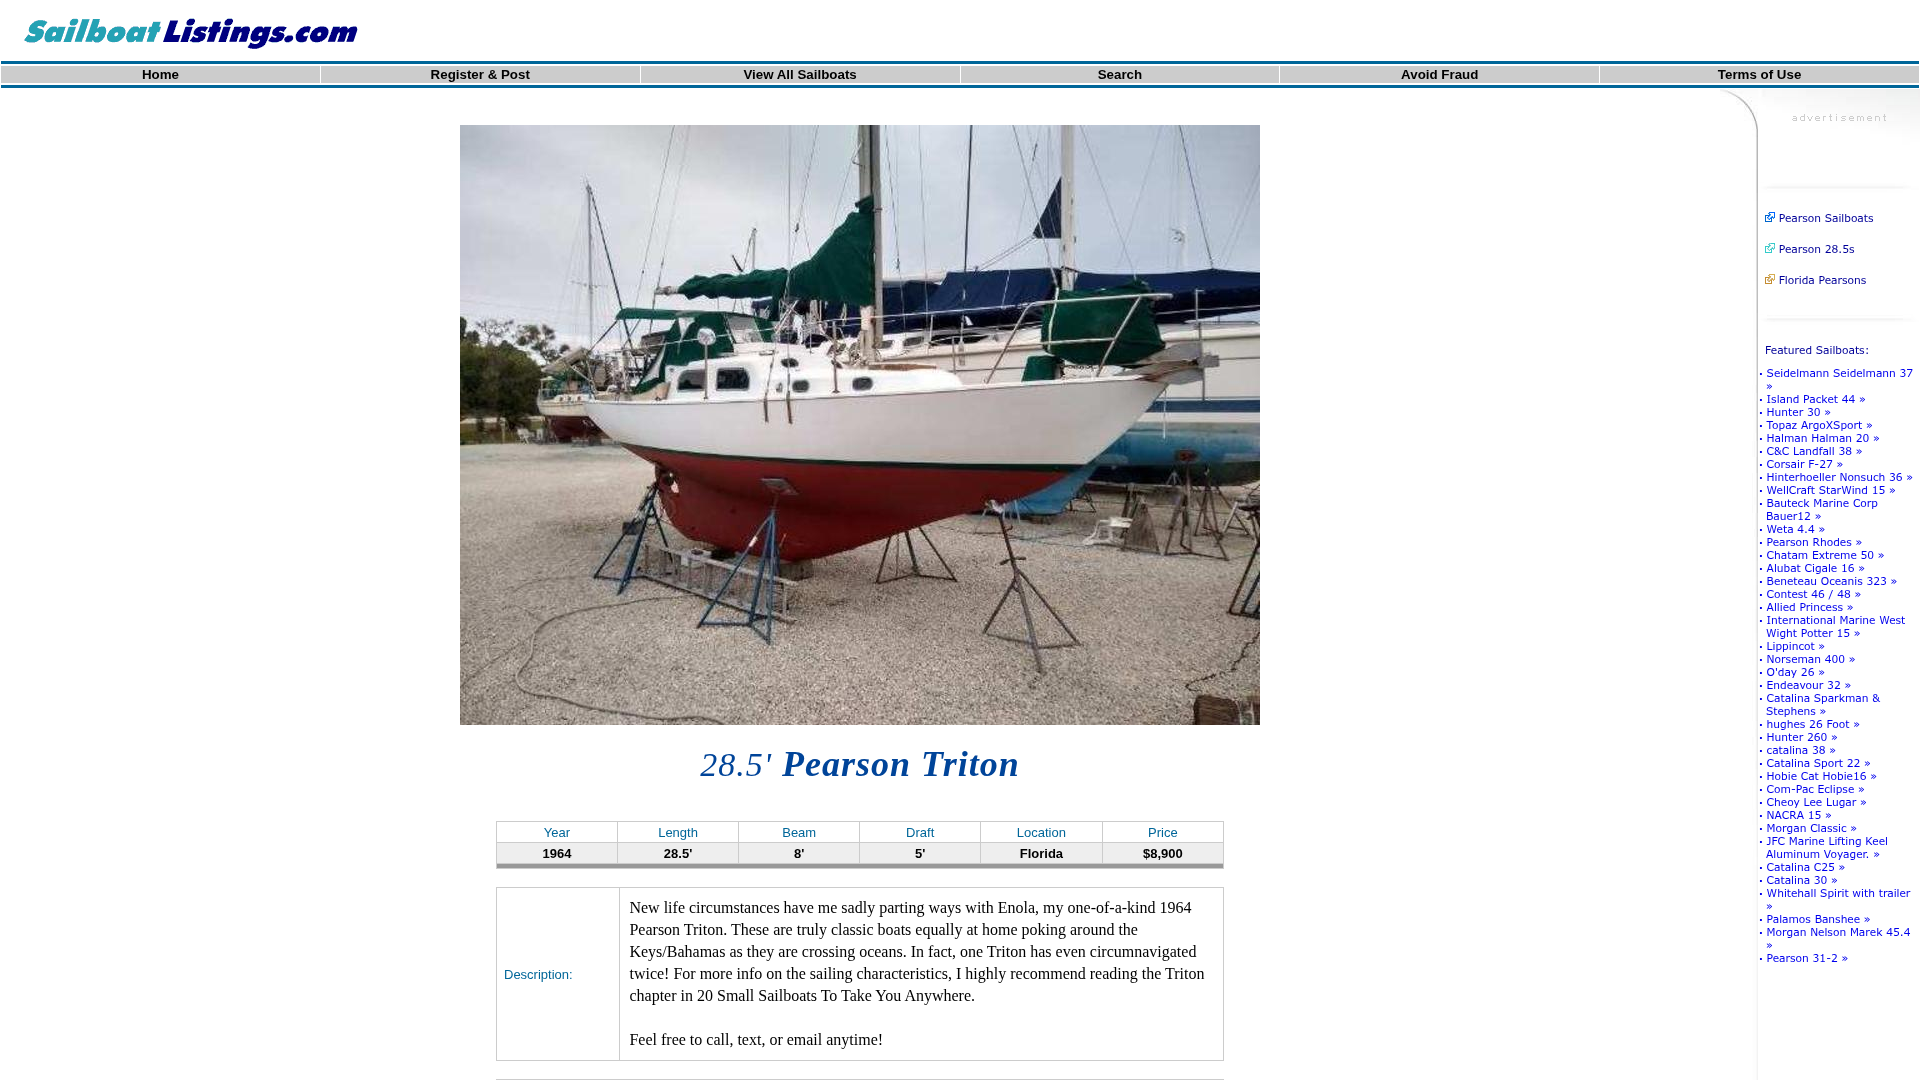 SailboatListings.com
Home
Register & Post
View All Sailboats
Search
Avoid Fraud
Terms of Use
advertisement
Pearson Sailboats
Pearson 28.5s
Florida Pearsons
Featured Sailboats:
· Seidelmann Seidelmann 37
»
· Island Packet 44 »
· Hunter 30 »
· Topaz ArgoXSport »
· Halman Halman 20 »
· C&C Landfall 38 »
· Corsair F-27 »
· Hinterhoeller Nonsuch 36 »
· WellCraft StarWind 15 »
· Bauteck Marine Corp
Bauer12 »
· Weta 4.4 »
· Pearson Rhodes »
· Chatam Extreme 50 »
· Alubat Cigale 16 »
· Beneteau Oceanis 323 »
· Contest 46 / 48 »
· Allied Princess »
· International Marine West
Wight Potter 15 »
· Lippincot »
· Norseman 400 »
· O'day 26 »
· Endeavour 32 »
· Catalina Sparkman &
Stephens »
· hughes 26 Foot »
· Hunter 260 »
· catalina 38 »
· Catalina Sport 22 »
· Hobie Cat Hobie16 »
· Com-Pac Eclipse »
· Cheoy Lee Lugar »
· NACRA 15 »
· Morgan Classic »
· JFC Marine Lifting Keel
Aluminum Voyager. »
· Catalina C25 »
· Catalina 30 »
· Whitehall Spirit with trailer
»
· Palamos Banshee »
· Morgan Nelson Marek 45.4
»
· Pearson 31-2 »
28.5' Pearson Triton
Year Length Beam Draft Location Price
1964 28.5' 8' 5' Florida $8,900
Description:
New life circumstances have me sadly parting ways with Enola, my one-of-a-kind 1964
Pearson Triton. These are truly classic boats equally at home poking around the
Keys/Bahamas as they are crossing oceans. In fact, one Triton has even circumnavigated
twice! For more info on the sailing characteristics, I highly recommend reading the Triton
chapter in 20 Small Sailboats To Take You Anywhere.
Feel free to call, text, or email anytime!